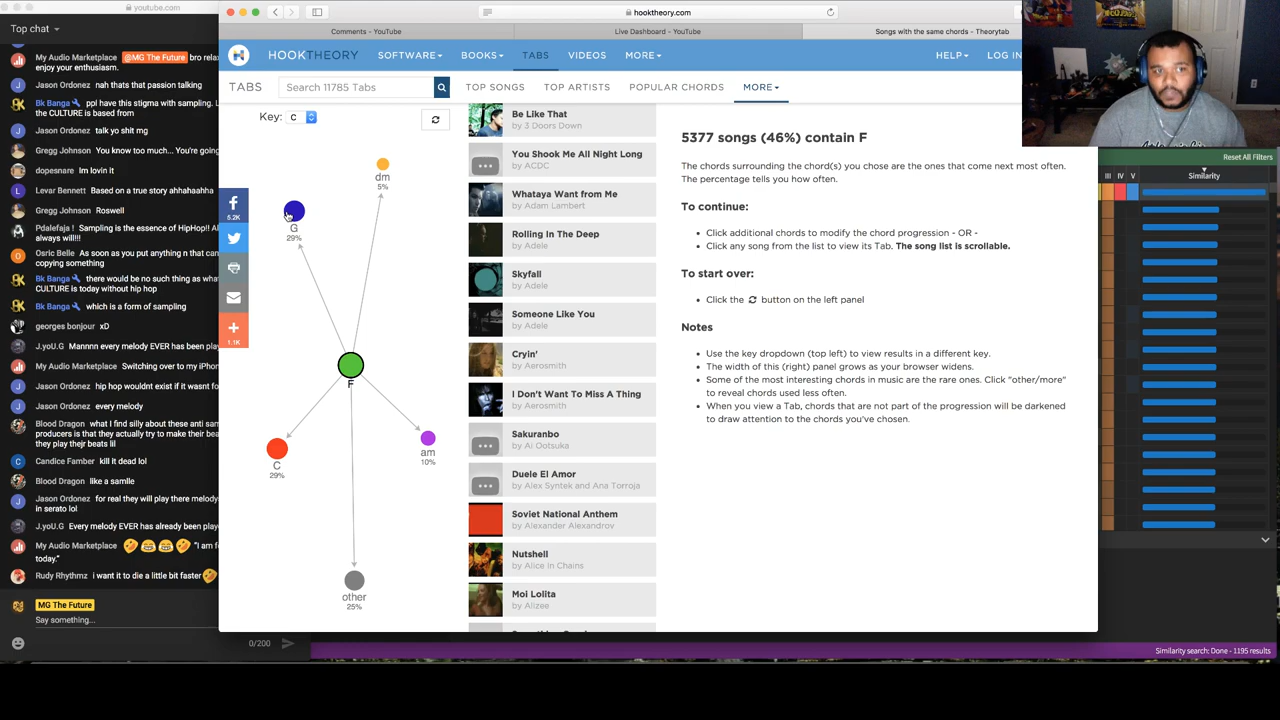 youtube.com
Top chat
My Audio Marketplace @MG The Future bro relax
enjoy your enthusiasm.
Jason Ordonez nah thats that passion talking
Bk Banga ppl have this stigma with sampling. I
the CULTURE is based from
Jason Ordonez talk yo shit mg
Gregg Johnson You know too much... You're going
dopesnare Im lovin it
Levar Bennett Based on a true story ahhahaahha
Gregg Johnson Roswell
Pdalefaja ! Sampling is the essence of HipHop!! Al
always will!!!
Osric Belle As soon as you put anything n that c
copying something
Bk Banga there would be no such thing as what
CULTURE is today without hip hop
Bk Banga which is a form of sampling
georges bonjour xD
J.yoU.G Mannnn every melody EVER has been play
My Audio Marketplace Switching over to my iPhon
Jason Ordonez hip hop wouldnt exist if it wasnt fo
Jason Ordonez every melody
Blood Dragon what I find silly about these anti sam
producers is that they actually try to make their bea
they play thejr beats lil
Candice Famber kill it dead lol
Blood Dragon like a samlle
Jason Ordonez for real they will play there melody
in serato lol
J.yoU.G Every melody EVER has already been playe
My Audio Marketplace "I am fo
today."
Rudy Rhythmz i want it to die a little bit faster
MG The Future
Say something...
0/200
hooktheory.com
Comments - YouTube
Live Dashboard - YouTube
Songs with the same chords - Theorytab
HOOKTHEORY
SOFTWARE
BOOKS
TABS
VIDEOS
MORE
HELP
LOG IN
TABS
Search 11785 Tabs
TOP SONGS
TOP ARTISTS
POPULAR CHORDS
MORE
Key:
C
5.2K
1.1K
dm
5%
G
29%
F
C
29%
am
10%
other
25%
Be Like That
by 3 Doors Down
You Shook Me All Night Long
by ACDC
Whataya Want from Me
by Adam Lambert
Rolling In The Deep
by Adele
Skyfall
by Adele
Someone Like You
by Adele
Cryin'
by Aerosmith
I Don't Want To Miss A Thing
by Aerosmith
Sakuranbo
by Ai Ootsuka
Duele El Amor
by Alex Syntek and Ana Torroja
Soviet National Anthem
by Alexander Alexandrov
Nutshell
by Alice In Chains
Moi Lolita
by Alizee
5377 songs (46%) contain F
The chords surrounding the chord(s) you chose are the ones that come next most often.
The percentage tells you how often.
To continue:
Click additional chords to modify the chord progression - OR -
Click any song from the list to view its Tab. The song list is scrollable.
To start over:
Click the button on the left panel
Notes
Use the key dropdown (top left) to view results in a different key.
The width of this (right) panel grows as your browser widens.
Some of the most interesting chords in music are the rare ones. Click "other/more"
to reveal chords used less often.
When you view a Tab, chords that are not part of the progression will be darkened
to draw attention to the chords you've chosen.
Reset All Filters
III IV V Similarity
Similarity search: Done - 1195 results